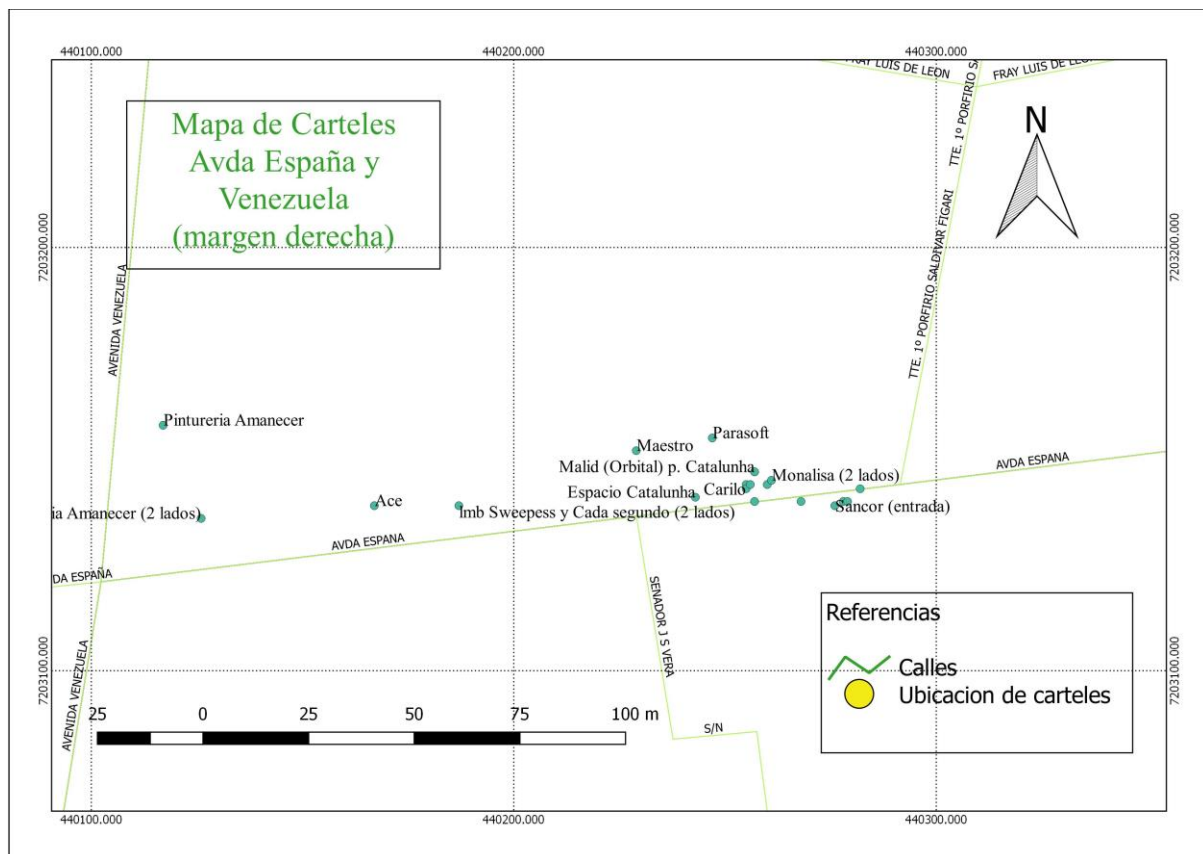 440100.000
440200.000
440300.000
FRAY LUIS DE LEON
FRAY LUIS DE LEON
Mapa de Carteles
Avda España y
Venezuela
(margen derecha)
N
TTE. 1º PORFIRIO
7203200.000
7203200.000
AVENIDA VENEZUELA
TTE. 1º PORFIRIO SALDIVAR FIGARI
Pintureria Amanecer
Parasoft
Maestro
Malid (Orbital) p. Catalunha
Monalisa (2 lados)
AVDA ESPANA
Espacio Catalunha
Carilo
Ace
Imb Sweepess y Cada segundo (2 lados)
Sancor (entrada)
ia Amanecer (2 lados)
AVDA ESPANA
DA ESPAÑA
SENADOR J S VERA
Referencias
Calles
Ubicacion de carteles
AVENIDA VENEZUELA
7203100.000
7203100.000
S/N
25 0 25 50 75 100 m
440100.000
440200.000
440300.000